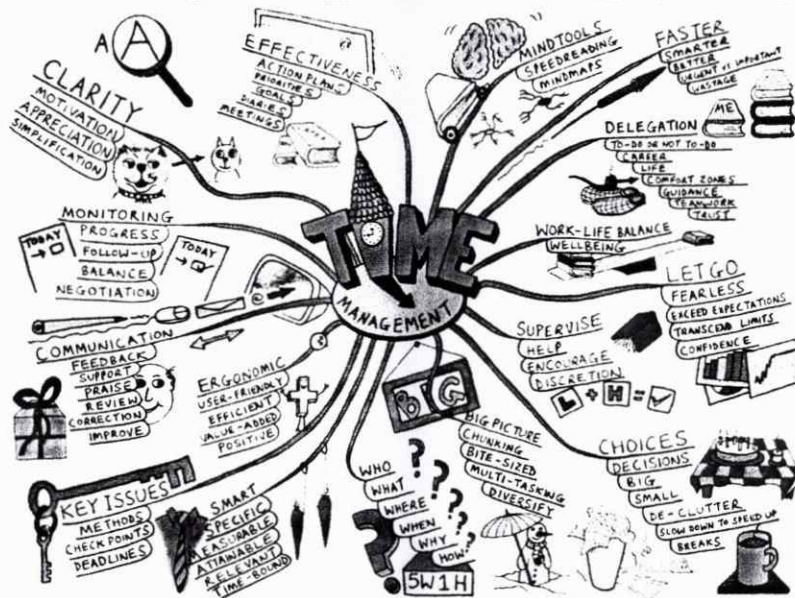 A A
CLARITY
MOTIVATION
APPRECIATION
SIMPLIFICATION
EFFECTIVENESS
ACTION PLANS
PRIORITIES
GOALS
DIARIES
MEETINGS
MINDTOOLS
SPEEDREADING
MINDMAPS
FASTER
SMARTER
BETTER
URGENT vs IMPORTANT
WASTAGE
DELEGATION
ME
TO-DO OR NOT TO-DO
CAREER
LIFE
COMFORT ZONES
GUIDANCE
TEAMWORK
TRUST
MONITORING
PROGRESS
FOLLOW-UP
BALANCE
NEGOTIATION
TODAY
TODAY
TIME
MANAGEMENT
WORK-LIFE BALANCE
WELLBEING
LET GO
FEARLESS
EXCEED EXPECTATIONS
TRANSCEND LIMITS
CONFIDENCE
COMMUNICATION
FEEDBACK
SUPPORT
PRAISE
REVIEW
CORRECTION
IMPROVE
ERGONOMIC
USER-FRIENDLY
EFFICIENT
VALUE-ADDED
POSITIVE
SUPERVISE
HELP
ENCOURAGE
DISCRETION
L + H = ✓
BIG
BIG PICTURE
CHUNKING
BITE-SIZED
MULTI-TASKING
DIVERSIFY
CHOICES
DECISIONS
BIG
SMALL
DE-CLUTTER
SLOW DOWN TO SPEED UP
BREAKS
KEY ISSUES
METHODS
CHECKPOINTS
DEADLINES
SMART
SPECIFIC
MEASURABLE
ATTAINABLE
RELEVANT
TIME-BOUND
WHO ?
WHAT ?
WHERE ?
WHEN ?
WHY ?
HOW ?
?
5W1H